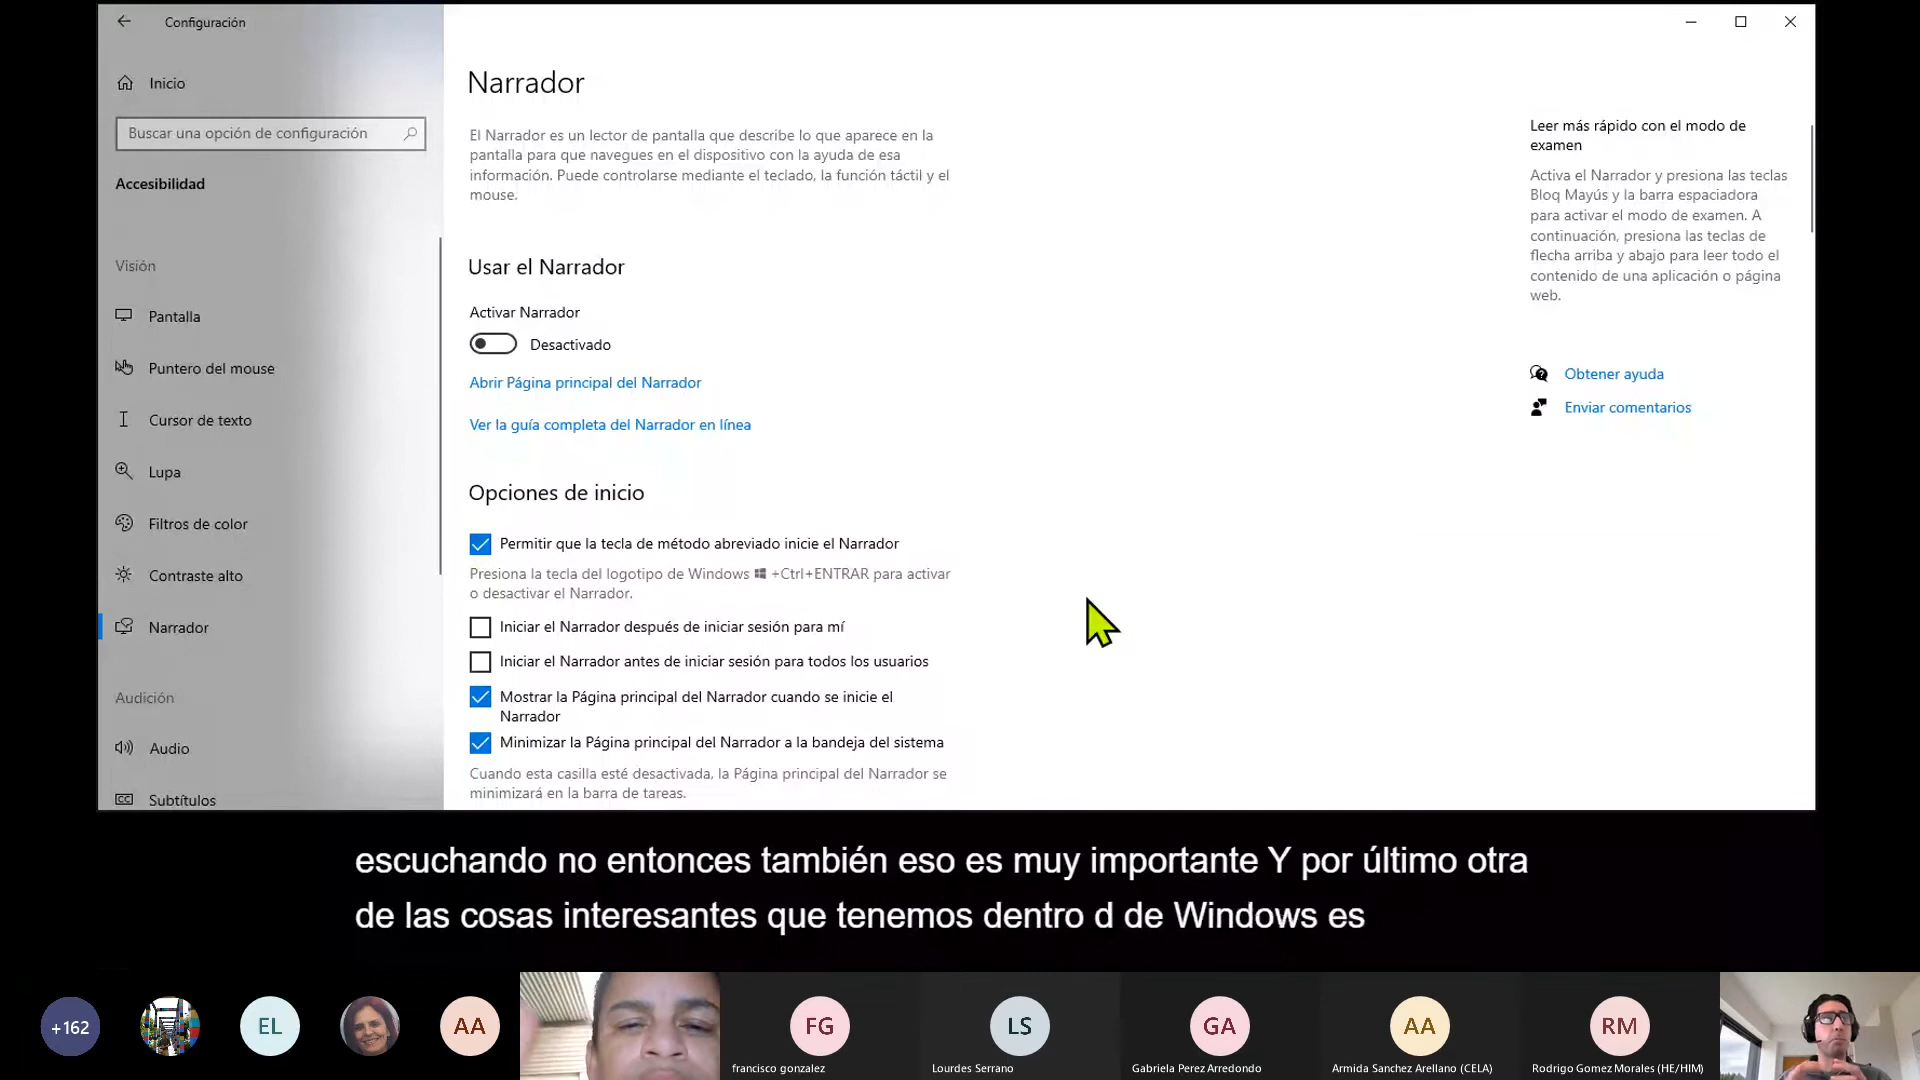 Configuración
Inicio
Buscar una opción de configuración
Accesibilidad
Visión
Pantalla
Puntero del mouse
Cursor de texto
Lupa
Filtros de color
Contraste alto
Narrador
Audición
Audio
Subtítulos
Narrador
El Narrador es un lector de pantalla que describe lo que aparece en la
pantalla para que navegues en el dispositivo con la ayuda de esa
información. Puede controlarse mediante el teclado, la función táctil y el
mouse.
Usar el Narrador
Activar Narrador
Desactivado
Abrir Página principal del Narrador
Ver la guía completa del Narrador en línea
Opciones de inicio
Permitir que la tecla de método abreviado inicie el Narrador
Presiona la tecla del logotipo de Windows +Ctrl+ENTRAR para activar
o desactivar el Narrador.
Iniciar el Narrador después de iniciar sesión para mí
Iniciar el Narrador antes de iniciar sesión para todos los usuarios
Mostrar la Página principal del Narrador cuando se inicie el
Narrador
Minimizar la Página principal del Narrador a la bandeja del sistema
Cuando esta casilla esté desactivada, la Página principal del Narrador se
minimizará en la barra de tareas.
Leer más rápido con el modo de
examen
Activa el Narrador y presiona las teclas
Bloq Mayús y la barra espaciadora
para activar el modo de examen. A
continuación, presiona las teclas de
flecha arriba y abajo para leer todo el
contenido de una aplicación o página
web.
Obtener ayuda
Enviar comentarios
escuchando no entonces también eso es muy importante Y por último otra
de las cosas interesantes que tenemos dentro d de Windows es
+162
EL
AA
FG
francisco gonzalez
LS
Lourdes Serrano
GA
Gabriela Perez Arredondo
AA
Armida Sanchez Arellano (CELA)
RM
Rodrigo Gomez Morales (HE/HIM)